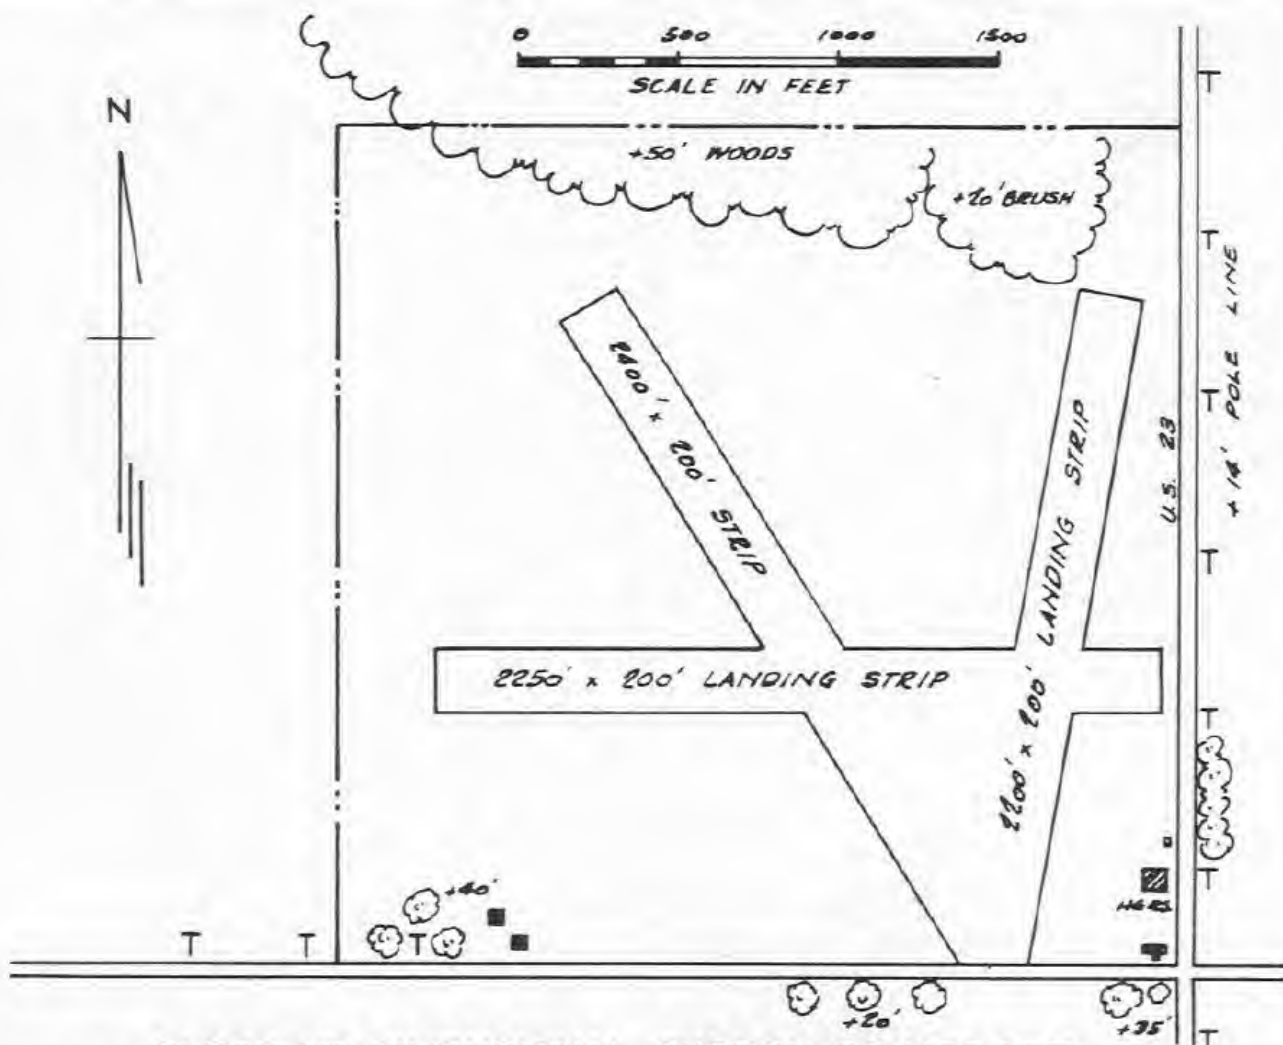 0 500 1000 1500
SCALE IN FEET
N
+50' WOODS
+20' BRUSH
2400' x 200' STRIP
2200' x 200' LANDING STRIP
U.S. 23
+14' POLE LINE
2250' x 200' LANDING STRIP
+40'
HGRS.
+20'
+35'